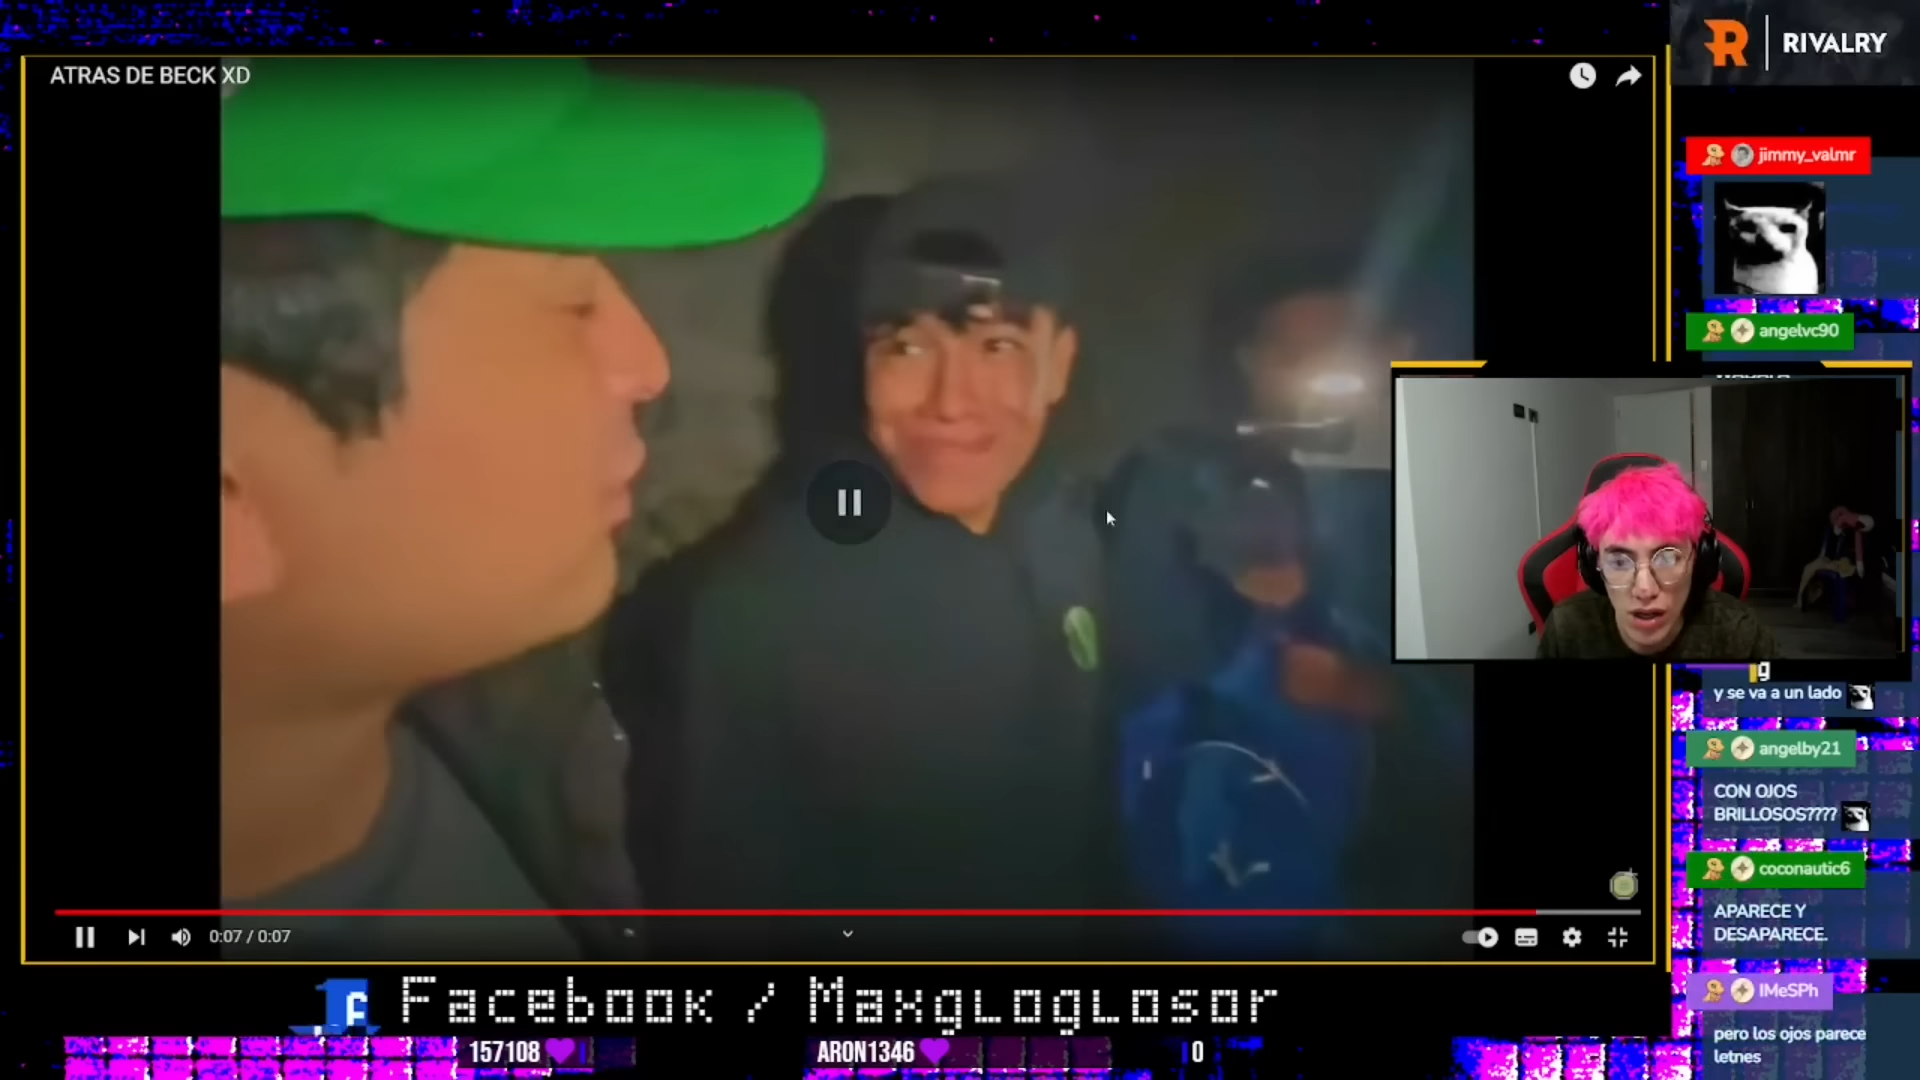 ATRAS DE BECK XD
RIVALRY
jimmy_valmr
angelvc90
g
y se va a un lado
angelby21
CON OJOS
BRILLOSOS????
coconautic6
APARECE Y
DESAPARECE.
IMeSPh
pero los ojos parece
letnes
0:07 / 0:07
Facebook / Maxgloglosor
157108
ARON1346
0